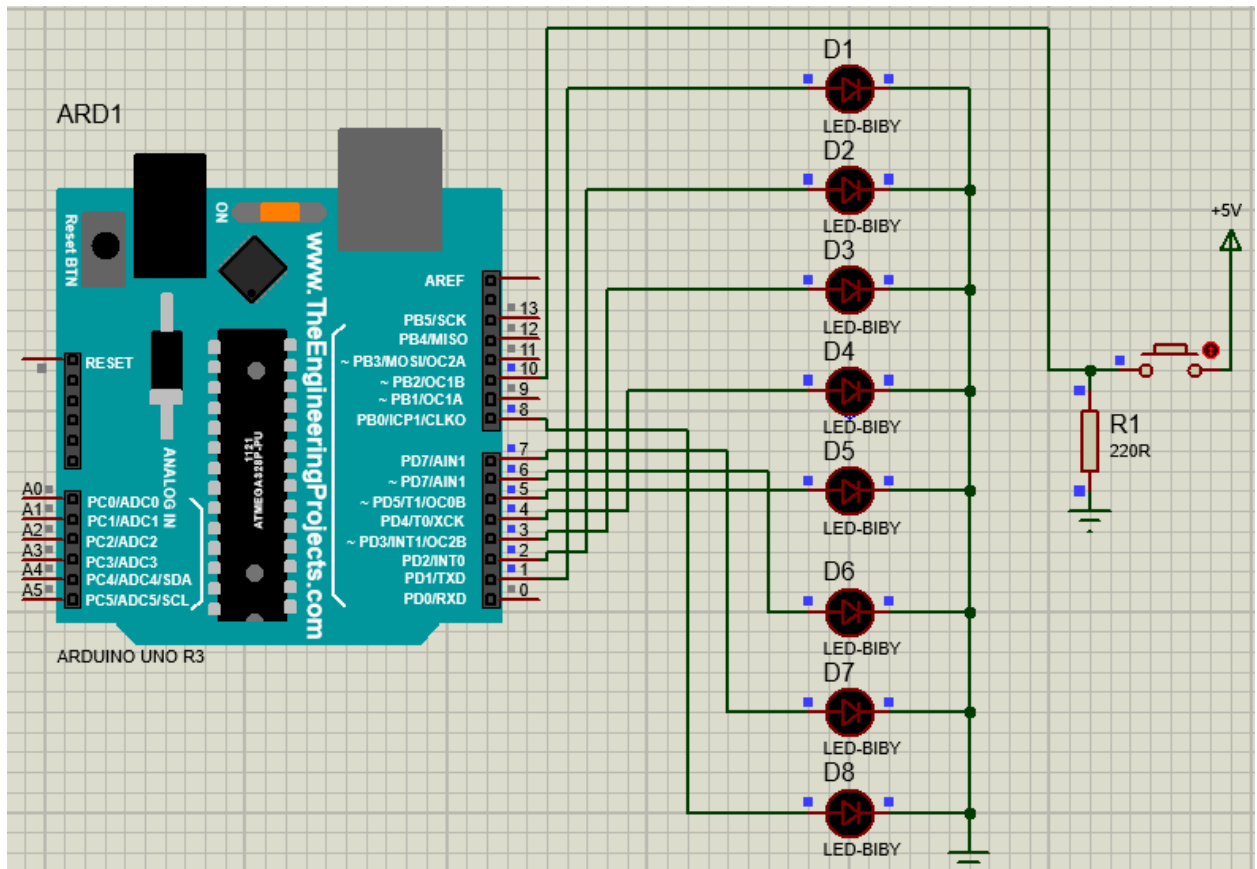 ARD1
Reset BTN
ON
www.TheEngineeringProjects.com
RESET
ANALOG IN
1121
ATMEGA328P-PU
AREF
PB5/SCK
13
PB4/MISO
12
~ PB3/MOSI/OC2A
11
~ PB2/OC1B
10
~ PB1/OC1A
9
PB0/ICP1/CLKO
8
PD7/AIN1
7
~ PD7/AIN1
6
~ PD5/T1/OC0B
5
PD4/T0/XCK
4
~ PD3/INT1/OC2B
3
PD2/INT0
2
PD1/TXD
1
PD0/RXD
0
A0
PC0/ADC0
A1
PC1/ADC1
A2
PC2/ADC2
A3
PC3/ADC3
A4
PC4/ADC4/SDA
A5
PC5/ADC5/SCL
ARDUINO UNO R3
D1
LED-BIBY
D2
LED-BIBY
D3
LED-BIBY
D4
LED-BIBY
D5
LED-BIBY
D6
LED-BIBY
D7
LED-BIBY
D8
LED-BIBY
+5V
R1
220R